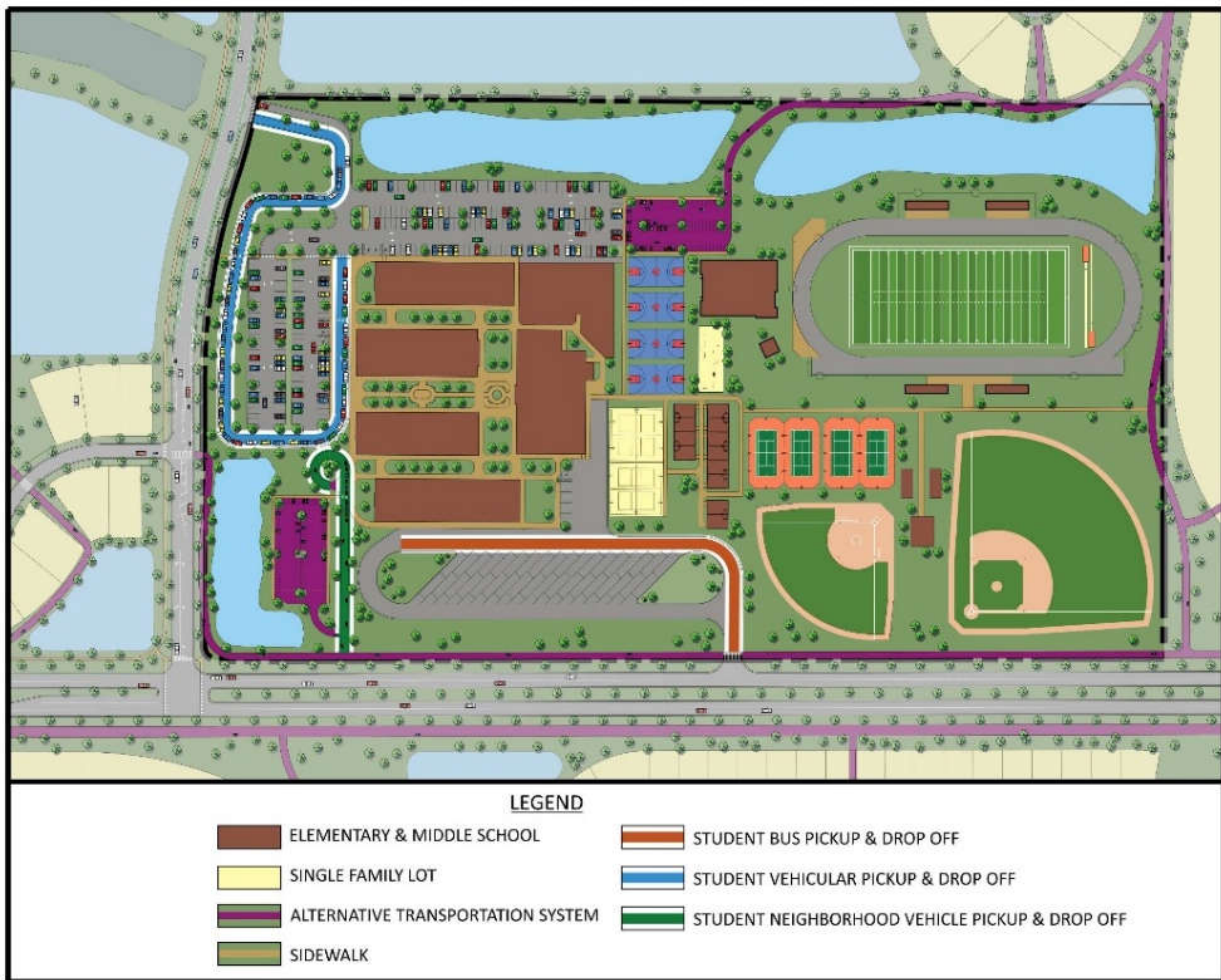 LEGEND
ELEMENTARY & MIDDLE SCHOOL
SINGLE FAMILY LOT
ALTERNATIVE TRANSPORTATION SYSTEM
SIDEWALK
STUDENT BUS PICKUP & DROP OFF
STUDENT VEHICULAR PICKUP & DROP OFF
STUDENT NEIGHBORHOOD VEHICLE PICKUP & DROP OFF